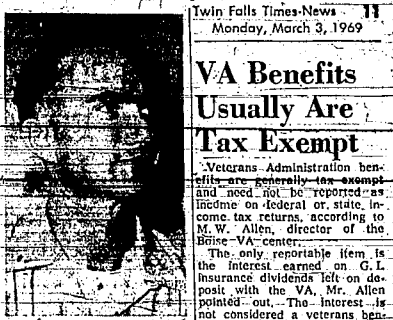 Twin Falls Times-News 11
Monday, March 3, 1969
VA Benefits
Usually Are
Tax Exempt
Veterans Administration ben-
efits are generally tax exempt
and need not be reported as
income on federal or state in-
come tax returns, according to
M.W. Allen, director of the
Boise VA center.
The only reportable item is
the interest earned on G.I.
insurance dividends left on de-
posit with the VA, Mr. Allen
pointed out. The interest is
not considered a veterans ben-